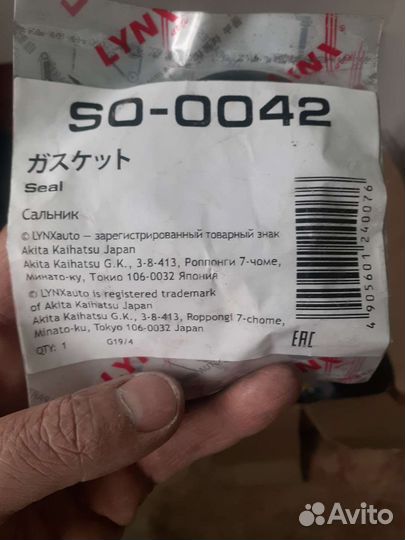 LYNX
LYNX
SO-0042
ガスケット
Seal
Сальник
© LYNXauto – зарегистрированный товарный знак
Akita Kaihatsu Japan
Akita Kaihatsu G.K., 3-8-413, Роппонги 7-чоме,
Минато-ку, Токио 106-0032 Япония
© LYNXauto is registered trademark
of Akita Kaihatsu Japan
Akita Kaihatsu G.K., 3-8-413, Roppongi 7-chome,
Minato-ku, Tokyo 106-0032 Japan
QTY: 1
G19/4
EAC
4905601240076
Avito